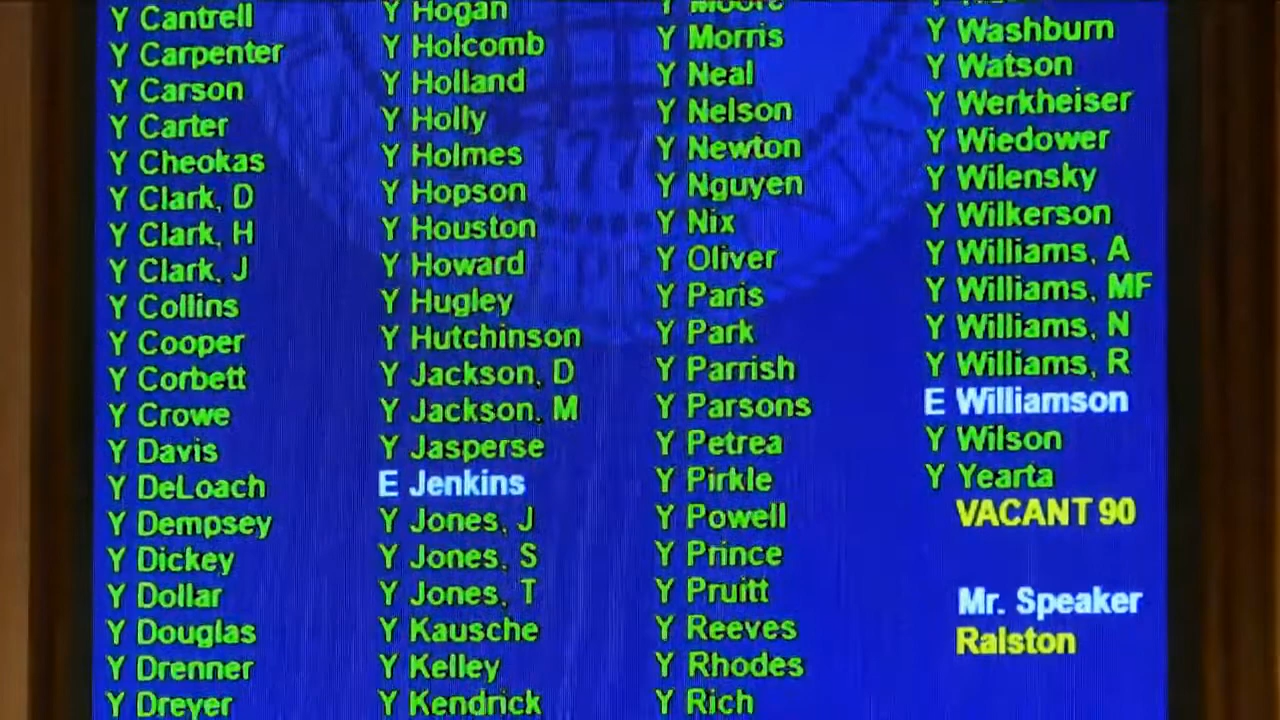 Y Cantrell
Y Carpenter
Y Carson
Y Carter
Y Cheokas
Y Clark, D
Y Clark, H
Y Clark, J
Y Collins
Y Cooper
Y Corbett
Y Crowe
Y Davis
Y DeLoach
Y Dempsey
Y Dickey
Y Dollar
Y Douglas
Y Drenner
Y Dreyer
Y Hogan
Y Holcomb
Y Holland
Y Holly
Y Holmes
Y Hopson
Y Houston
Y Howard
Y Hugley
Y Hutchinson
Y Jackson, D
Y Jackson, M
Y Jasperse
E Jenkins
Y Jones, J
Y Jones, S
Y Jones, T
Y Kausche
Y Kelley
Y Kendrick
Y Moore
Y Morris
Y Neal
Y Nelson
Y Newton
Y Nguyen
Y Nix
Y Oliver
Y Paris
Y Park
Y Parrish
Y Parsons
Y Petrea
Y Pirkle
Y Powell
Y Prince
Y Pruitt
Y Reeves
Y Rhodes
Y Rich
Y Washburn
Y Watson
Y Werkheiser
Y Wiedower
Y Wilensky
Y Wilkerson
Y Williams, A
Y Williams, MF
Y Williams, N
Y Williams, R
E Williamson
Y Wilson
Y Yearta
VACANT 90
Mr. Speaker
Ralston